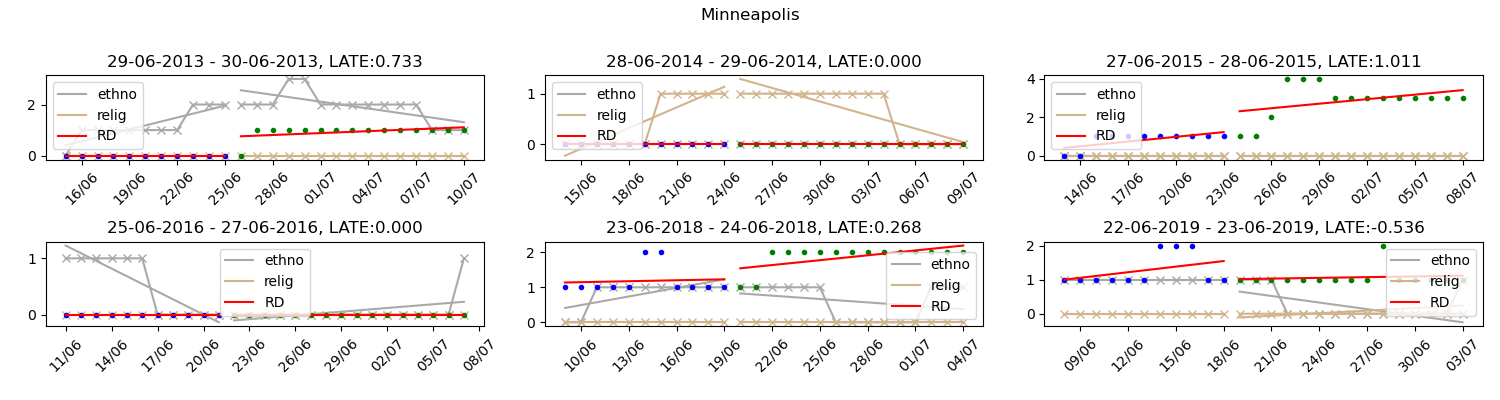 Minneapolis
29-06-2013 - 30-06-2013, LATE:0.733
ethno
relig
RD
2
0
16/06 19/06 22/06 25/06 28/06 01/07 04/07 07/07 10/07
28-06-2014 - 29-06-2014, LATE:0.000
ethno
relig
RD
1
0
15/06 18/06 21/06 24/06 27/06 30/06 03/07 06/07 09/07
27-06-2015 - 28-06-2015, LATE:1.011
ethno
relig
RD
4
2
0
14/06 17/06 20/06 23/06 26/06 29/06 02/07 05/07 08/07
25-06-2016 - 27-06-2016, LATE:0.000
ethno
relig
RD
1
0
11/06 14/06 17/06 20/06 23/06 26/06 29/06 02/07 05/07 08/07
23-06-2018 - 24-06-2018, LATE:0.268
ethno
relig
RD
2
1
0
10/06 13/06 16/06 19/06 22/06 25/06 28/06 01/07 04/07
22-06-2019 - 23-06-2019, LATE:-0.536
ethno
relig
RD
2
1
0
09/06 12/06 15/06 18/06 21/06 24/06 27/06 30/06 03/07